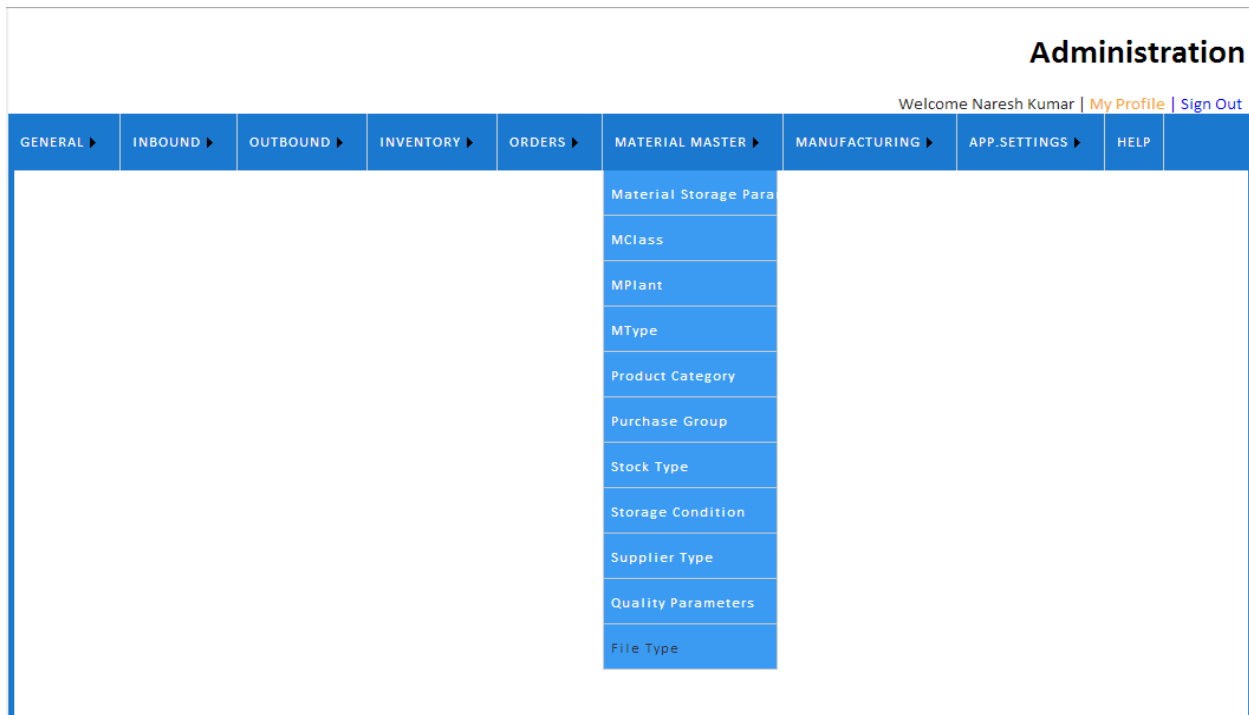 Administration
Welcome Naresh Kumar | My Profile | Sign Out
GENERAL INBOUND OUTBOUND INVENTORY ORDERS MATERIAL MASTER MANUFACTURING APP.SETTINGS HELP
Material Storage Para
MClass
MPlant
MType
Product Category
Purchase Group
Stock Type
Storage Condition
Supplier Type
Quality Parameters
File Type